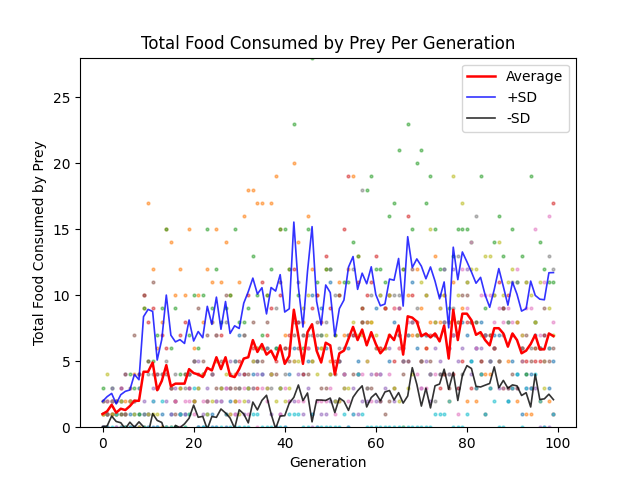 Total Food Consumed by Prey Per Generation
Average
+SD
-SD
Total Food Consumed by Prey
25
20
15
10
5
0
0
20
40
60
80
100
Generation